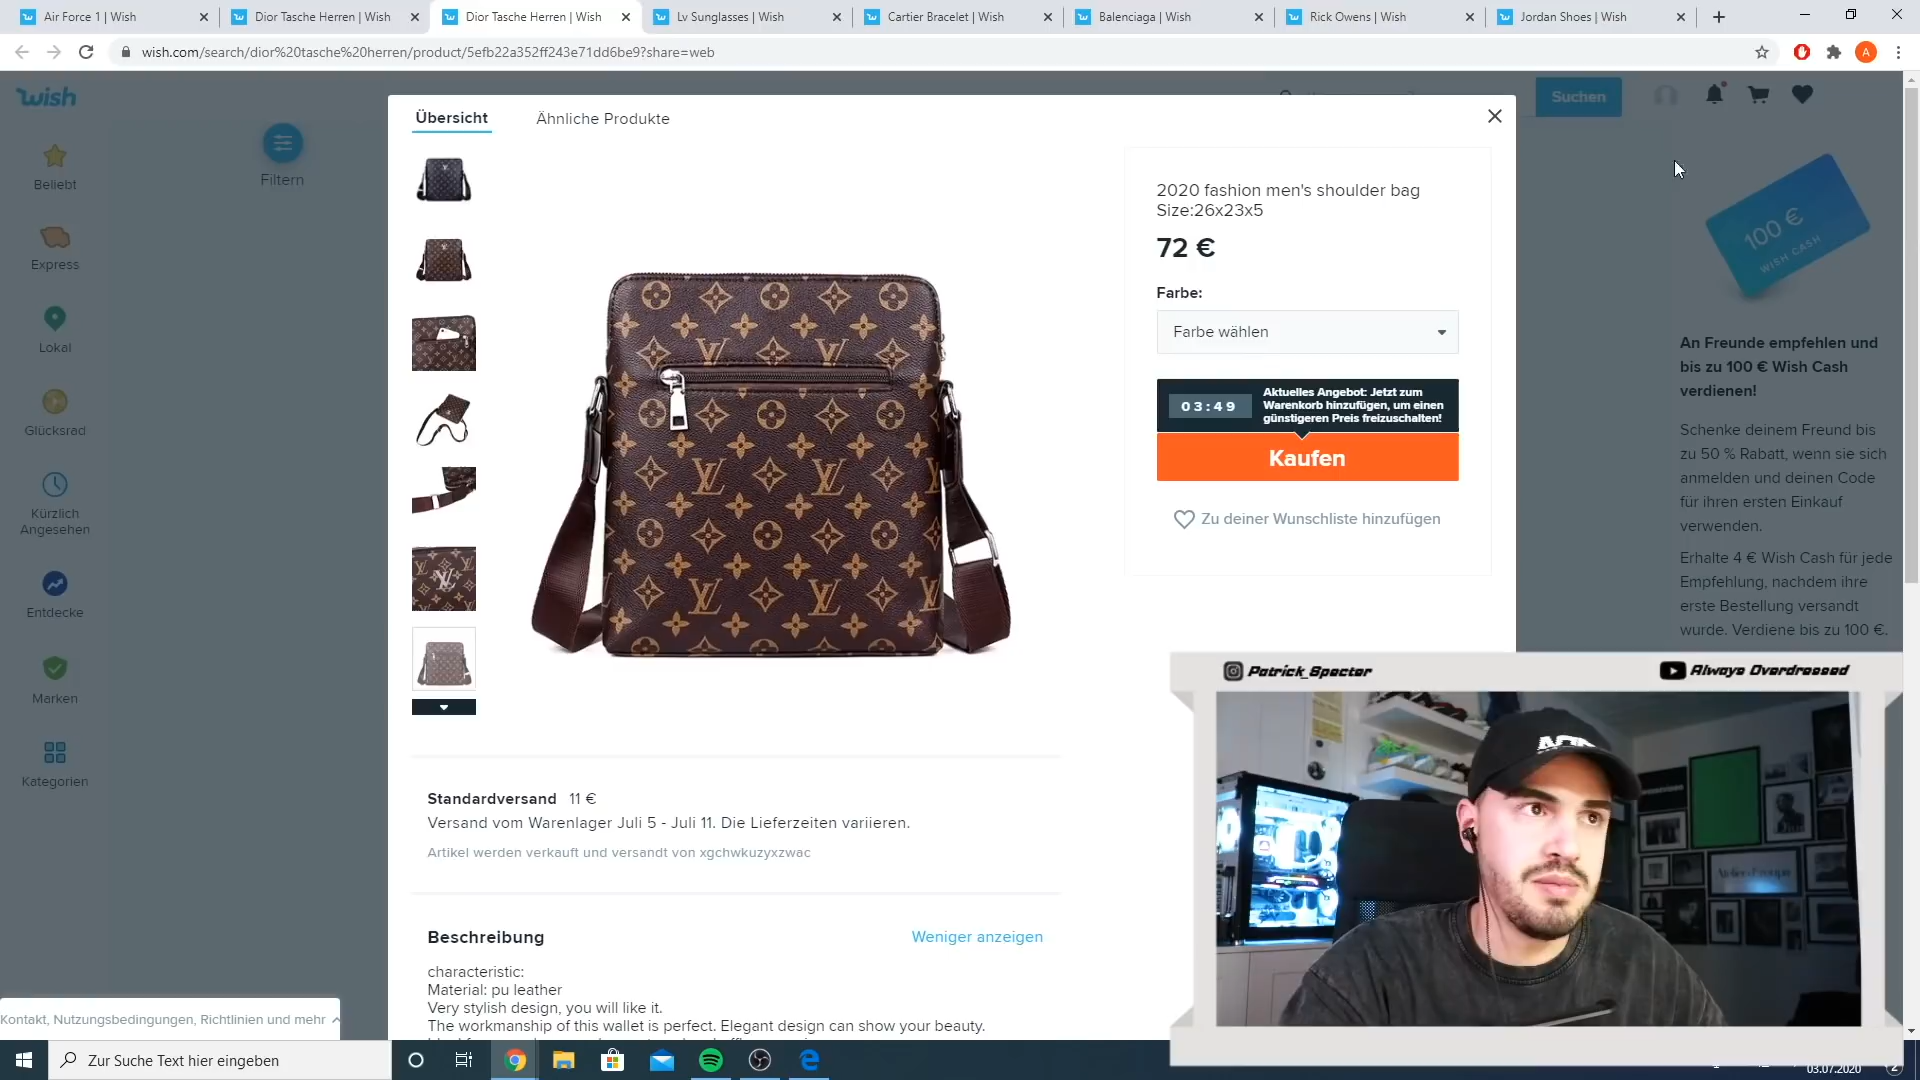 Air Force 1 | Wish
Dior Tasche Herren | Wish
Dior Tasche Herren | Wish
Lv Sunglasses | Wish
Cartier Bracelet | Wish
Balenciaga | Wish
Rick Owens | Wish
Jordan Shoes | Wish
wish.com/search/dior%20tasche%20herren/product/5efb22a352ff243e71dd6be9?share=web
A
wish
Suchen
Übersicht
Ähnliche Produkte
Filtern
Beliebt
Express
Lokal
Glücksrad
Kürzlich
Angesehen
Entdecke
Marken
Kategorien
2020 fashion men's shoulder bag
Size:26x23x5
72 €
Farbe:
Farbe wählen
03:49
Aktuelles Angebot: Jetzt zum
Warenkorb hinzufügen, um einen
günstigeren Preis freizuschalten!
Kaufen
Zu deiner Wunschliste hinzufügen
100 €
WISH CASH
An Freunde empfehlen und
bis zu 100 € Wish Cash
verdienen!
Schenke deinem Freund bis
zu 50 % Rabatt, wenn sie sich
anmelden und deinen Code
für ihren ersten Einkauf
verwenden.
Erhalte 4 € Wish Cash für jede
Empfehlung, nachdem ihre
erste Bestellung versandt
wurde. Verdiene bis zu 100 €.
Standardversand 11 €
Versand vom Warenlager Juli 5 - Juli 11. Die Lieferzeiten variieren.
Artikel werden verkauft und versandt von xgchwkuzyxzwac
Beschreibung
Weniger anzeigen
characteristic:
Material: pu leather
Very stylish design, you will like it.
The workmanship of this wallet is perfect. Elegant design can show your beauty.
Patrick_Specter
Always Overdressed
Kontakt, Nutzungsbedingungen, Richtlinien und mehr
Zur Suche Text hier eingeben
03.07.2020
2